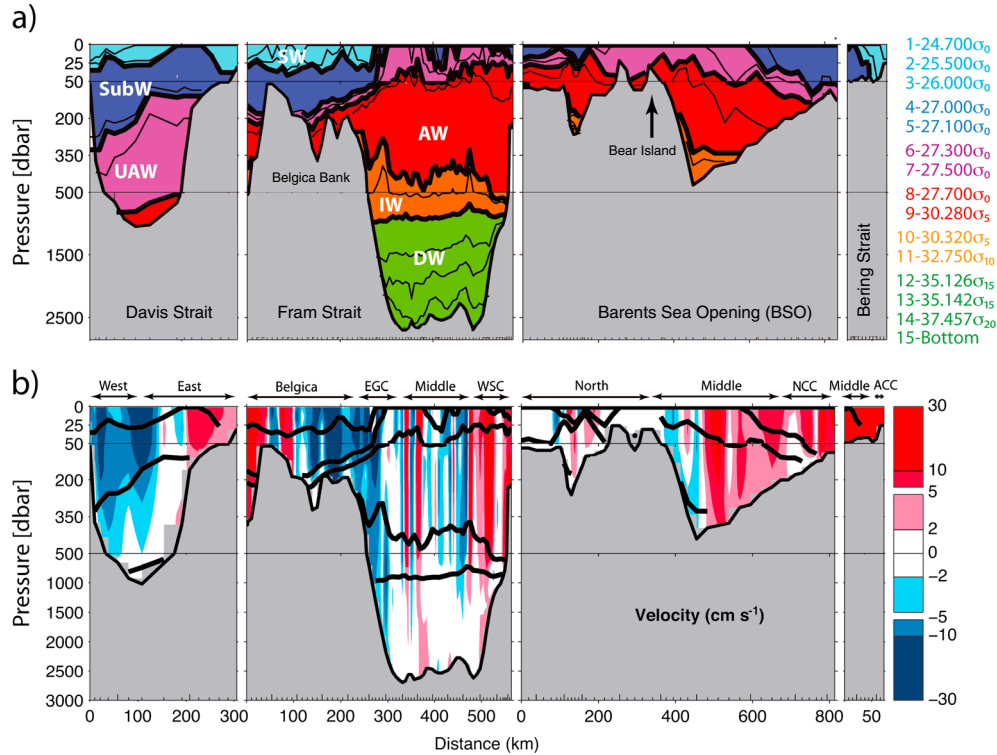 a)
Pressure [dbar]
0
25
50
200
350
500
1500
2500
SubW
UAW
Davis Strait
SW
AW
IW
DW
Belgica Bank
Fram Strait
Bear Island
Barents Sea Opening (BSO)
Bering Strait
1-24.700σ0
2-25.500σ0
3-26.000σ0
4-27.000σ0
5-27.100σ0
6-27.300σ0
7-27.500σ0
8-27.700σ0
9-30.280σ5
10-30.320σ5
11-32.750σ10
12-35.126σ15
13-35.142σ15
14-37.457σ20
15-Bottom
b)
West East Belgica EGC Middle WSC North Middle NCC Middle ACC
Pressure [dbar]
0
25
50
200
350
500
1000
1500
2000
2500
3000
Velocity (cm s-1)
30
10
5
2
0
−2
−5
−10
−30
0 100 200 300 0 100 200 300 400 500 0 200 400 600 800 50
Distance (km)